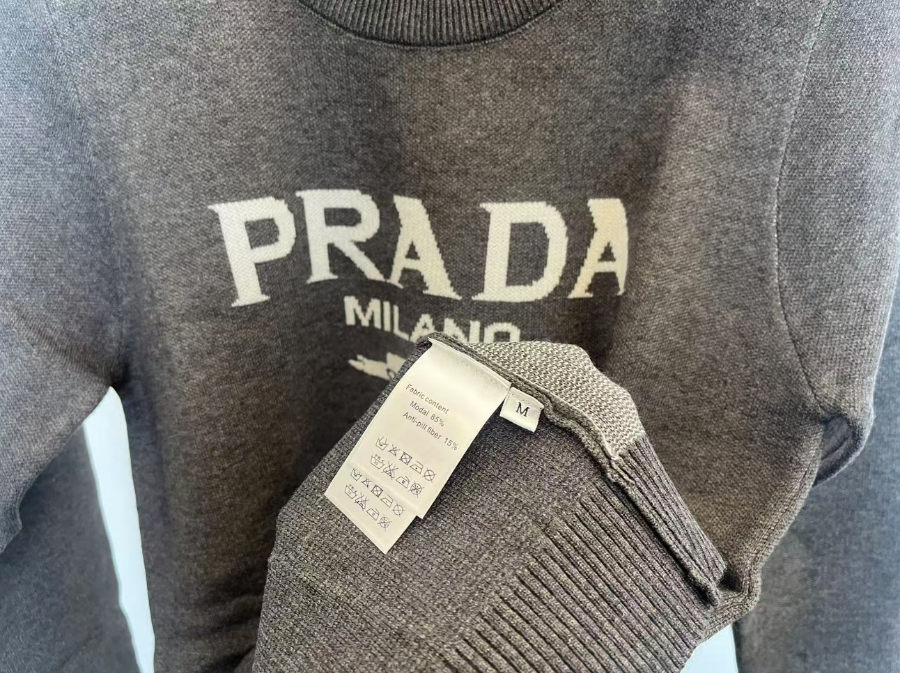 PRADA
MILANO
Fabric content
Modal 85%
Anti-pill fiber 15%
M